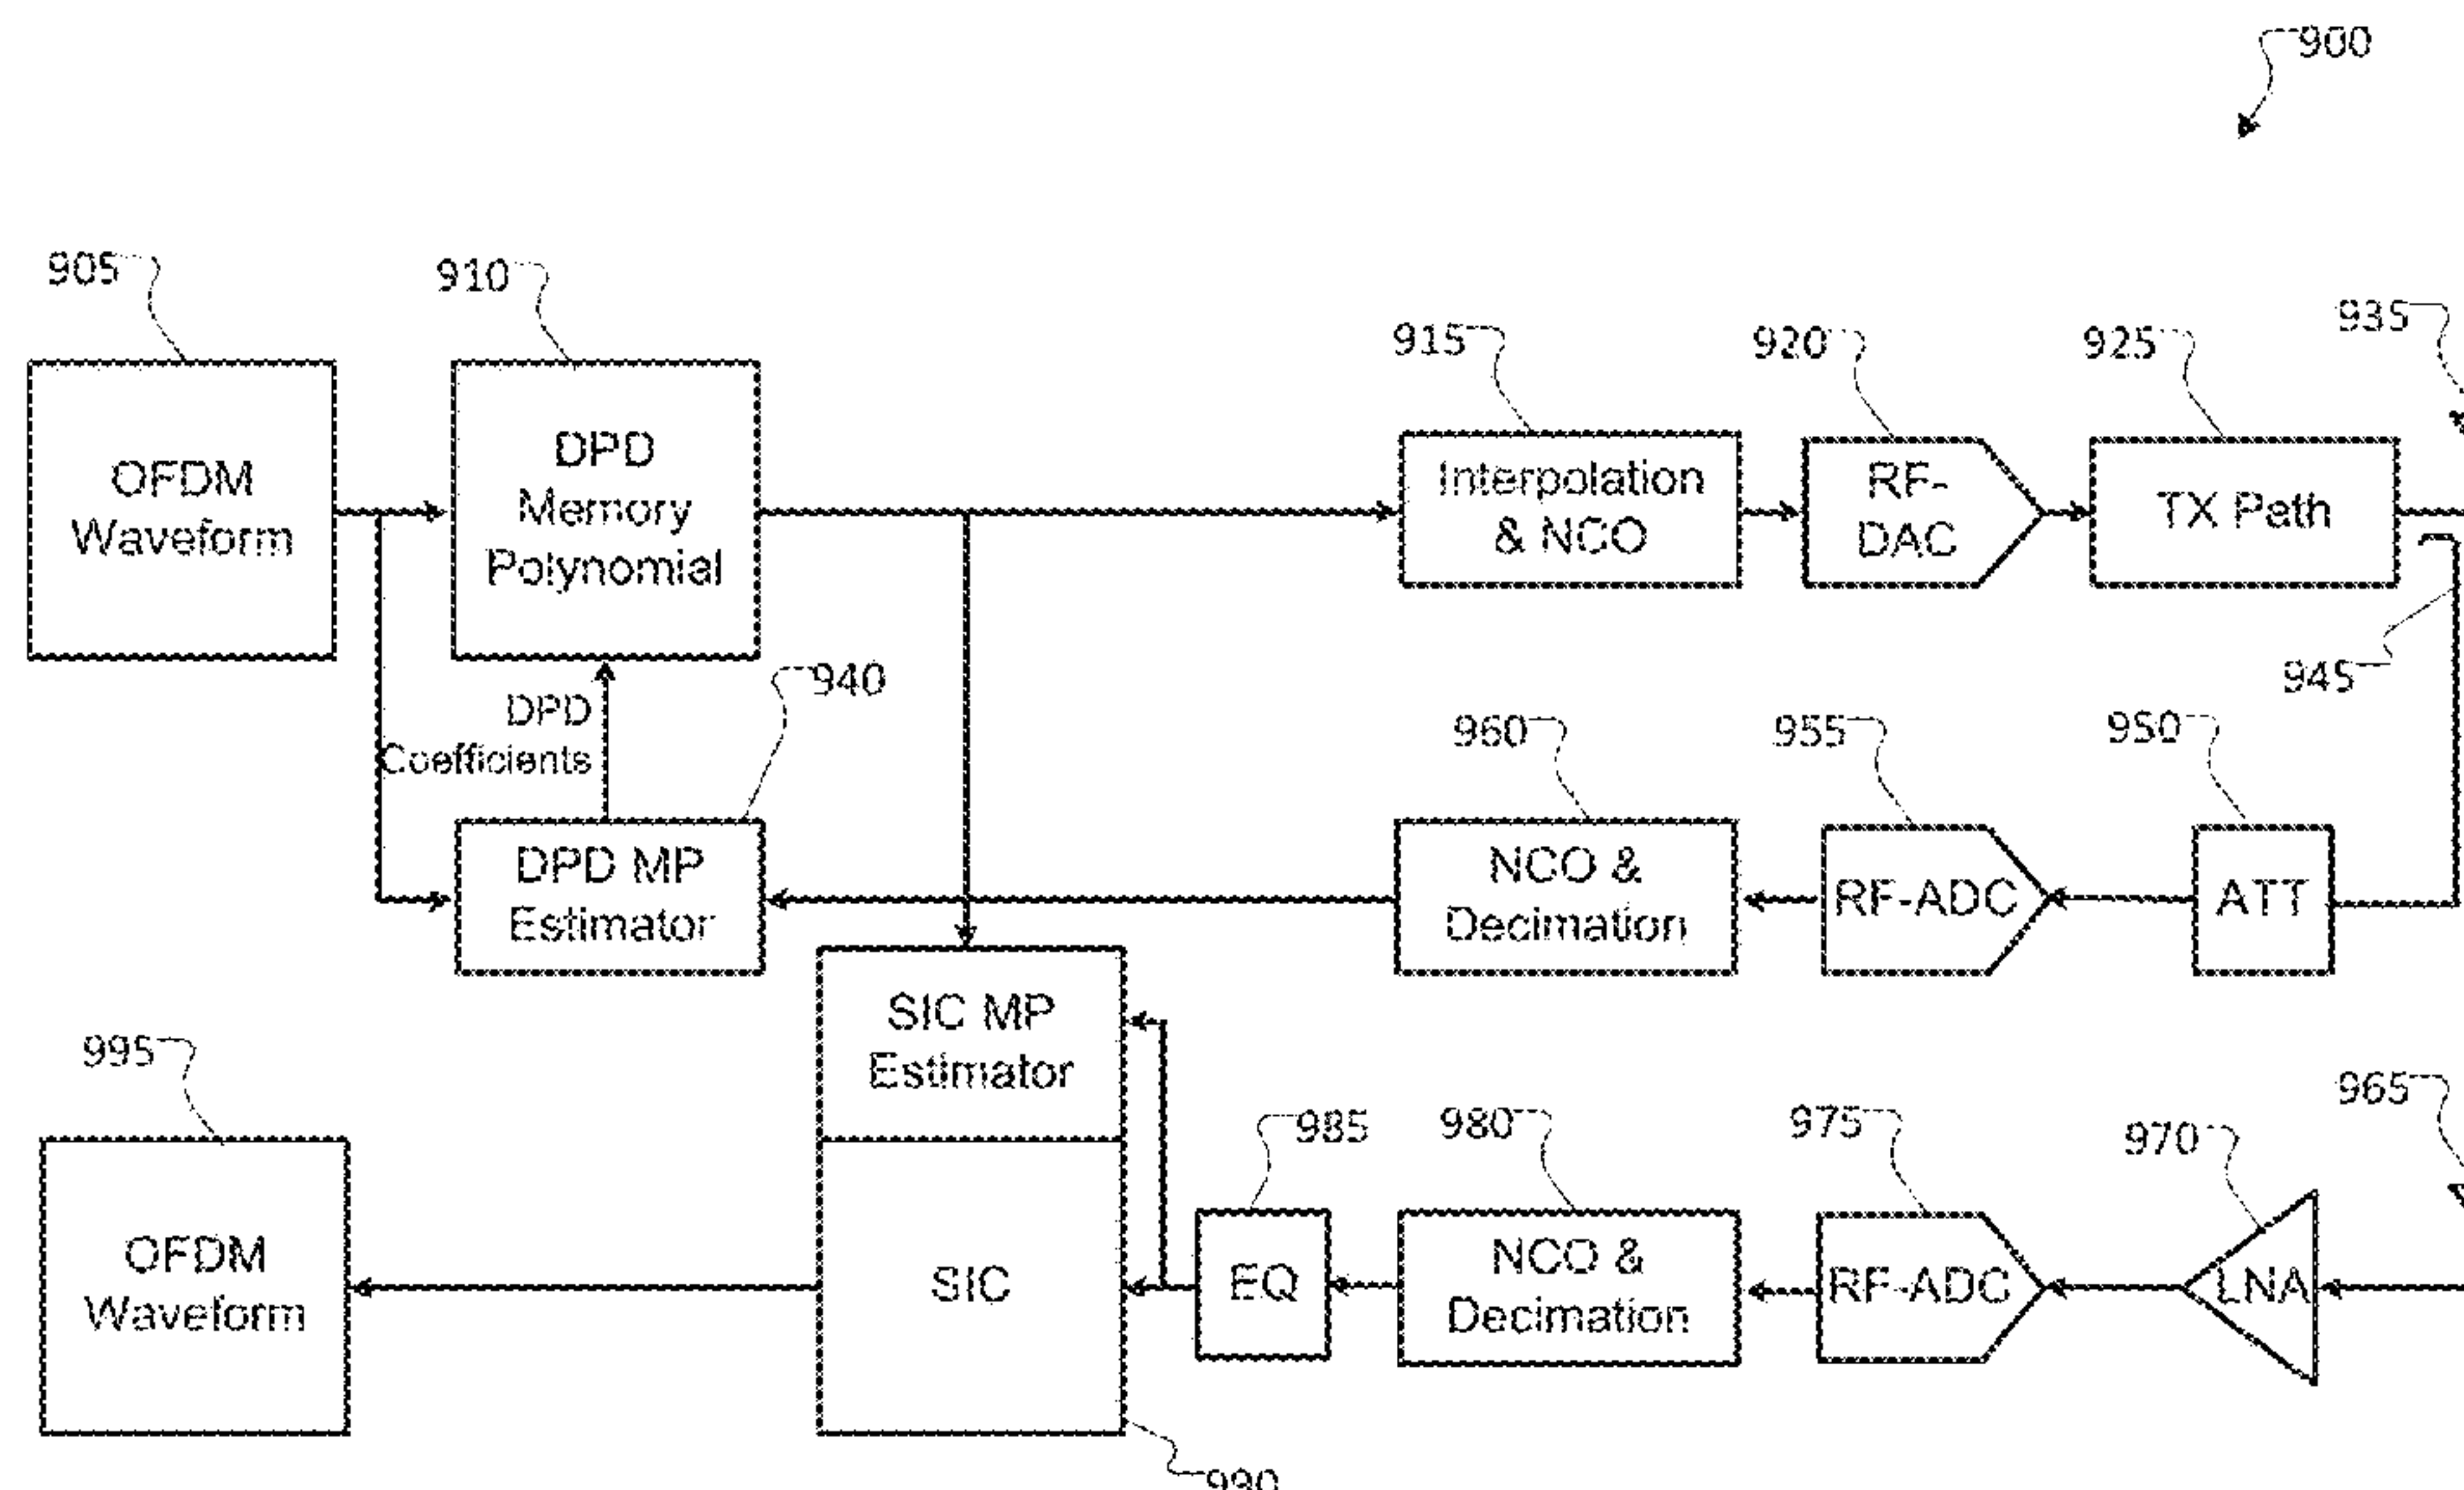 900
905
910
915
920
925
935
OFDM
Waveform
DPD
Memory
Polynomial
Interpolation
& NCO
RF-
DAC
TX Path
945
DPD
Coefficients
940
960
955
950
DPD MP
Estimator
NCO &
Decimation
RF-ADC
ATT
SIC MP
Estimator
995
985
980
975
970
965
OFDM
Waveform
SIC
EQ
NCO &
Decimation
RF-ADC
LNA
990